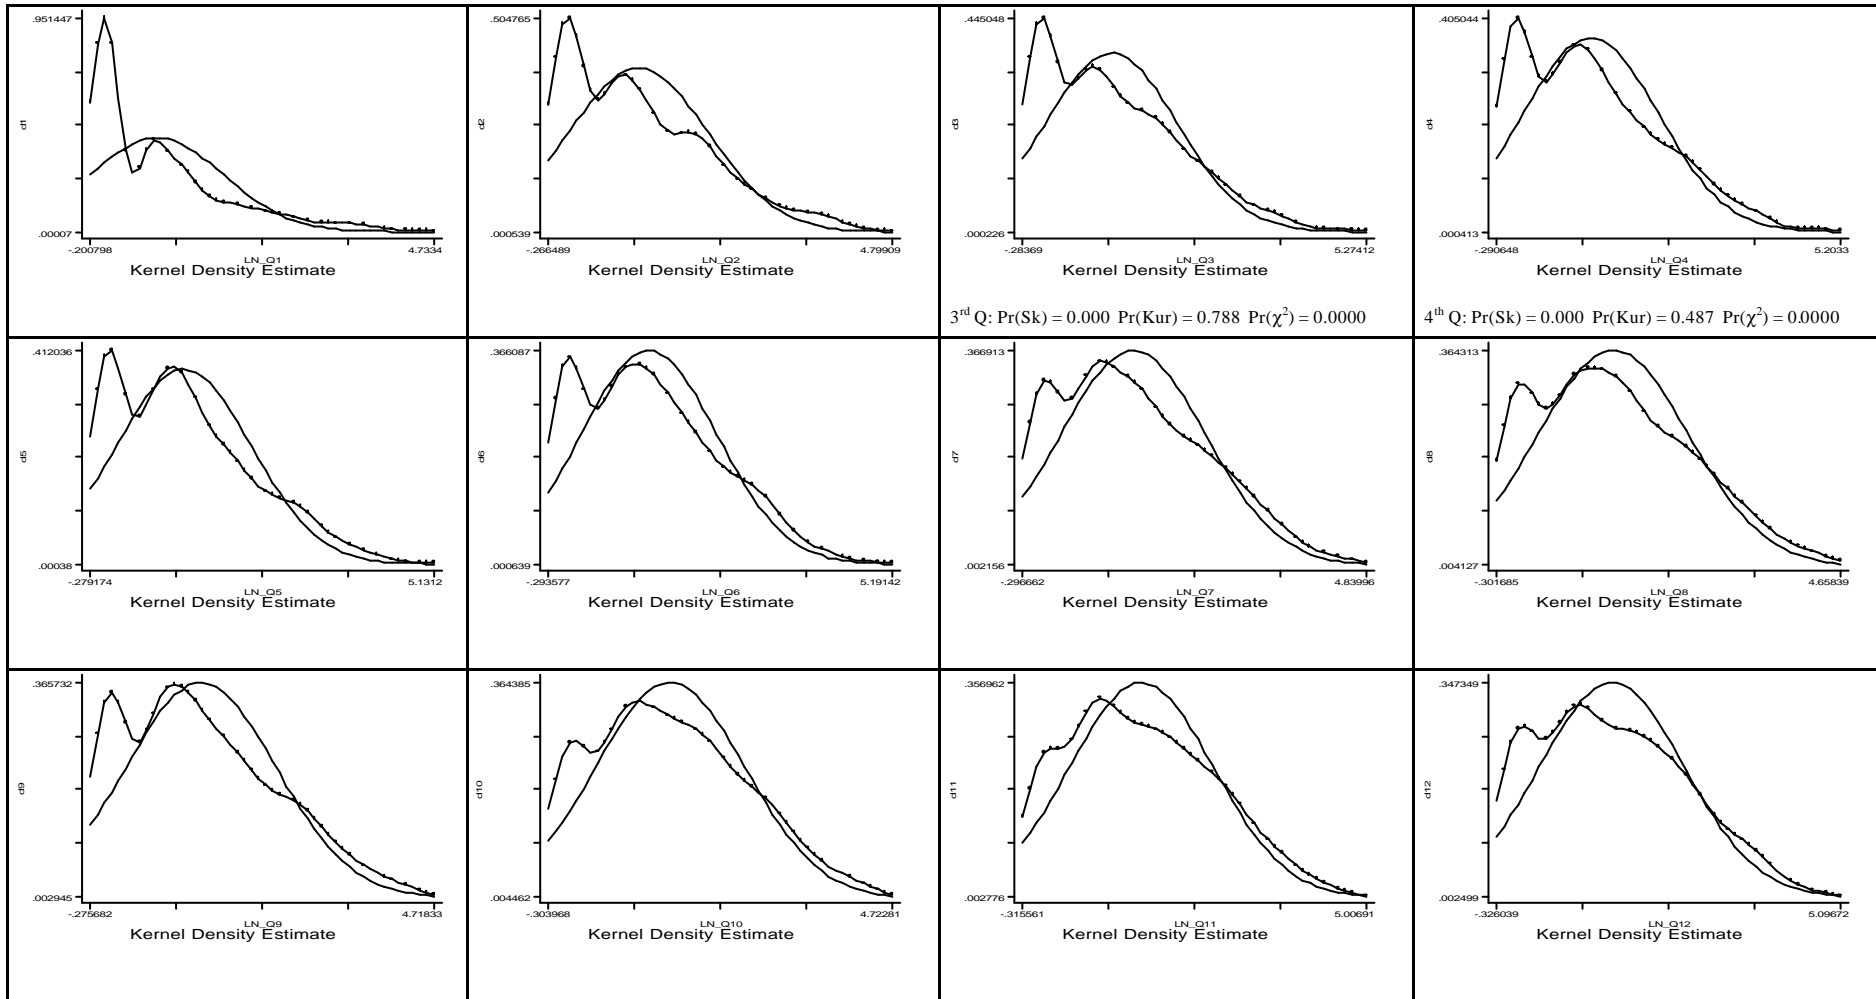 .951447
d1
.00007
-.200798
4.7334
LN_Q1
Kernel Density Estimate
.504765
d2
.000539
-.266489
4.79909
LN_Q2
Kernel Density Estimate
.445048
d3
.000226
-.28369
5.27412
LN_Q3
Kernel Density Estimate
3rd Q: Pr(Sk) = 0.000 Pr(Kur) = 0.788 Pr(χ2) = 0.0000
.405044
d4
.000413
-.290648
5.2033
LN_Q4
Kernel Density Estimate
4th Q: Pr(Sk) = 0.000 Pr(Kur) = 0.487 Pr(χ2) = 0.0000
.412036
d5
.00038
-.279174
5.1312
LN_Q5
Kernel Density Estimate
.366087
d6
.000639
-.293577
5.19142
LN_Q6
Kernel Density Estimate
.366913
d7
.002156
-.296662
4.83996
LN_Q7
Kernel Density Estimate
.364313
d8
.004127
-.301685
4.65839
LN_Q8
Kernel Density Estimate
.365732
d9
.002945
-.275682
4.71833
LN_Q9
Kernel Density Estimate
.364385
d10
.004462
-.303968
4.72281
LN_Q10
Kernel Density Estimate
.356962
d11
.002776
-.315561
5.00691
LN_Q11
Kernel Density Estimate
.347349
d12
.002499
-.326039
5.09672
LN_Q12
Kernel Density Estimate